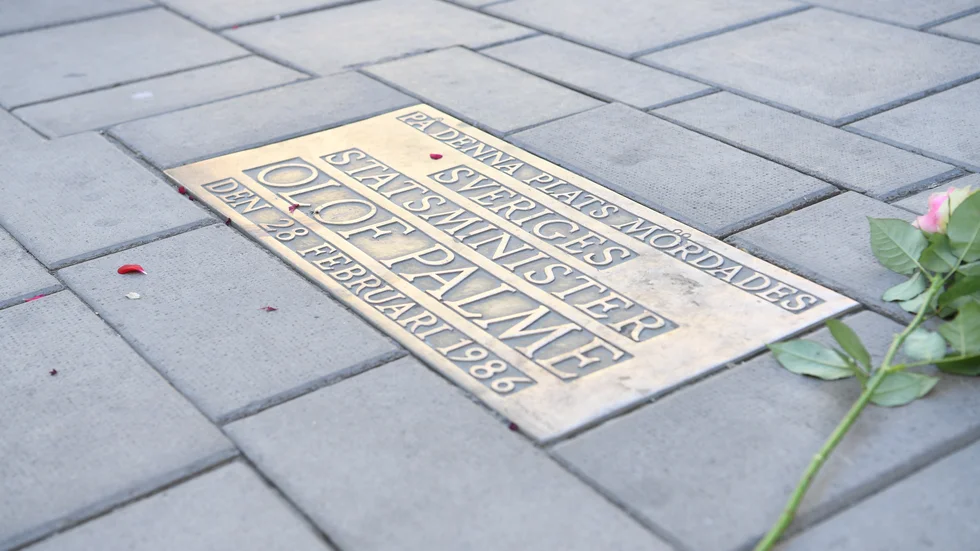 PÅ DENNA PLATS MÖRDADES
SVERIGES
STATSMINISTER
OLOF PALME
DEN 28 FEBRUARI 1986